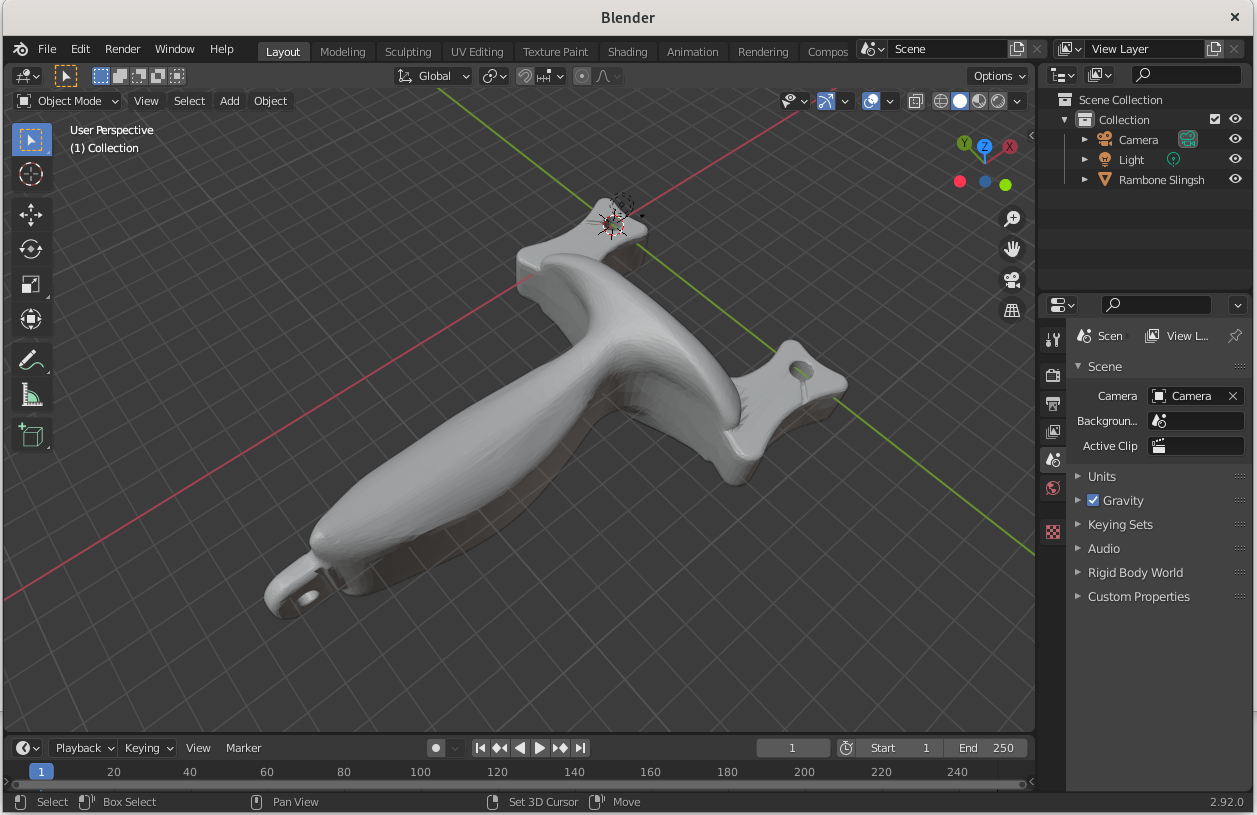 Blender
File Edit Render Window Help Layout Modeling Sculpting UV Editing Texture Paint Shading Animation Rendering Compos Scene View Layer
Global Options
Object Mode View Select Add Object
User Perspective
(1) Collection
Y Z X
Scene Collection
Collection
Camera
Light
Rambone Slingsh
Scen View L...
Scene
Camera Camera
Backgroun...
Active Clip
Units
Gravity
Keying Sets
Audio
Rigid Body World
Custom Properties
Playback Keying View Marker 1 Start 1 End 250
1 20 40 60 80 100 120 140 160 180 200 220 240
Select Box Select Pan View Set 3D Cursor Move 2.92.0